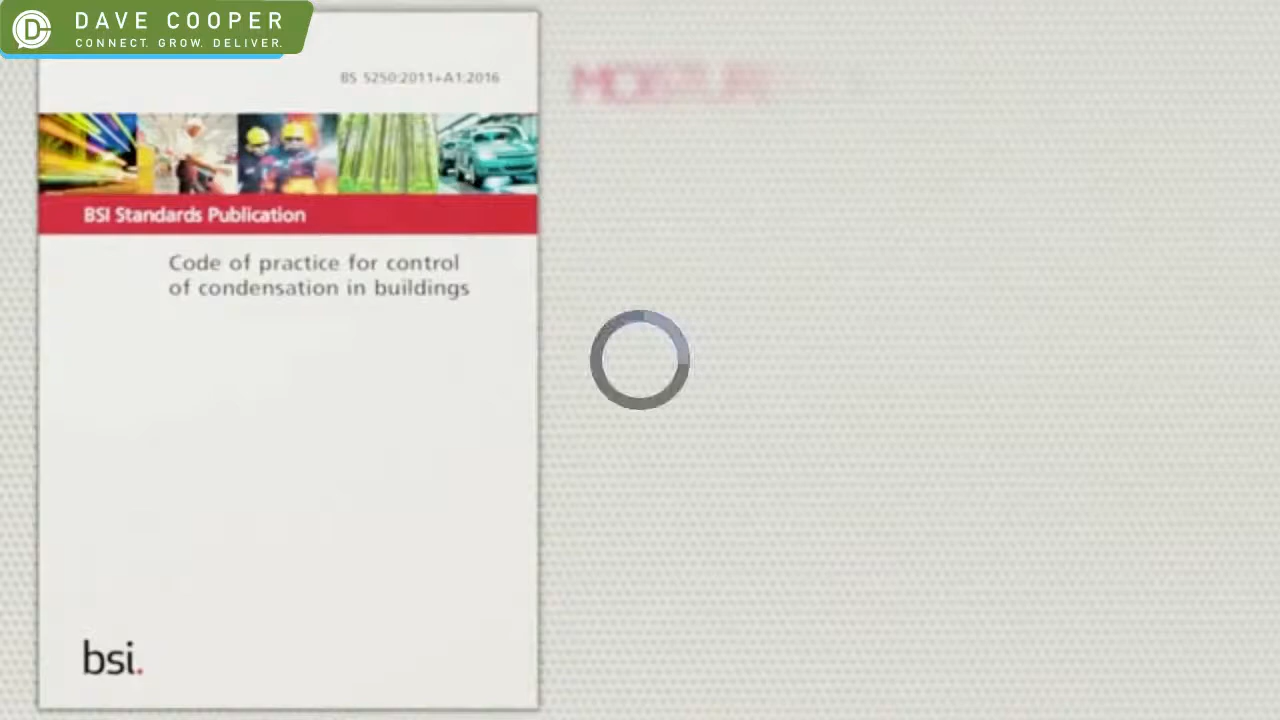 DAVE COOPER
CONNECT. GROW. DELIVER.
BS 5250:2011+A1:2016
BSI Standards Publication
Code of practice for control
of condensation in buildings
bsi.